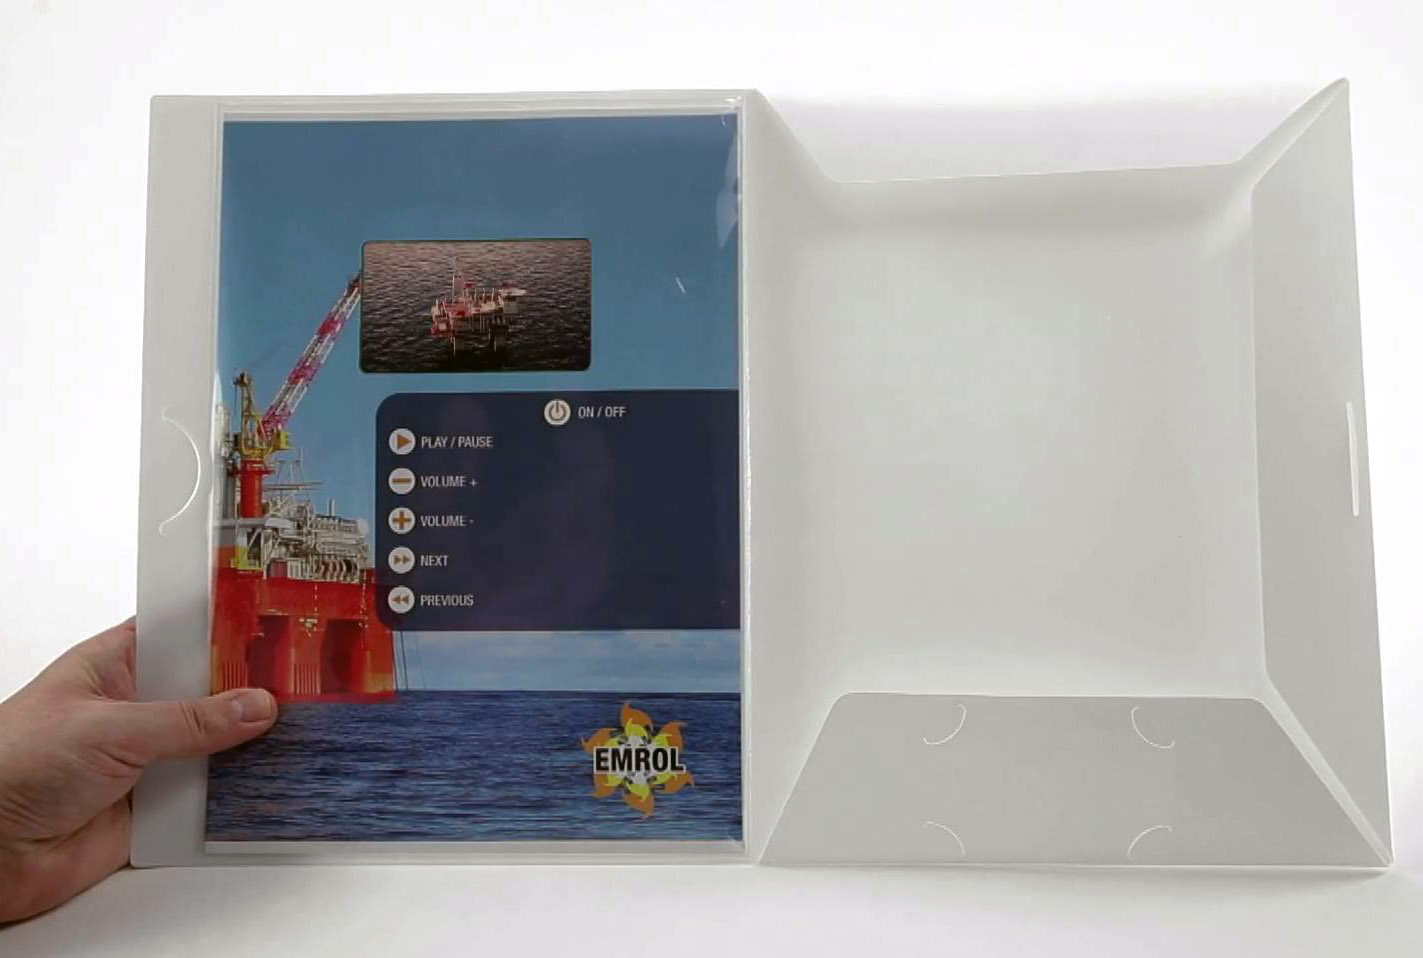 ON / OFF
PLAY / PAUSE
VOLUME +
VOLUME -
NEXT
PREVIOUS
EMROL